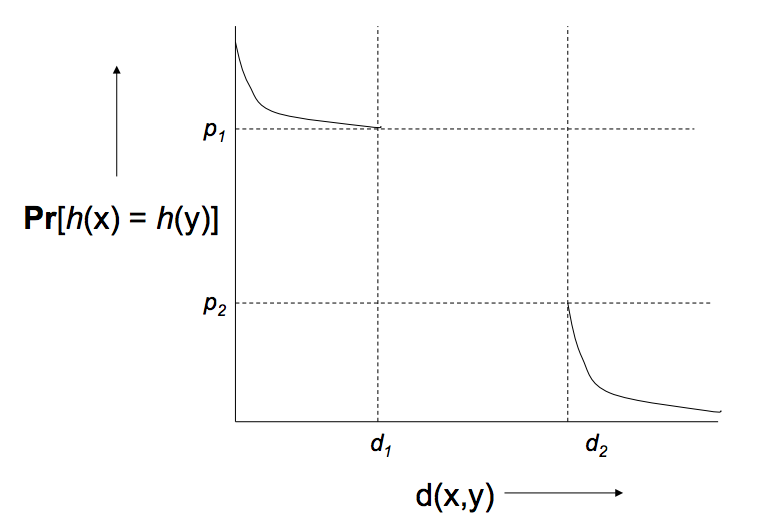 p1
Pr[h(x) = h(y)]
p2
d1
d2
d(x,y)